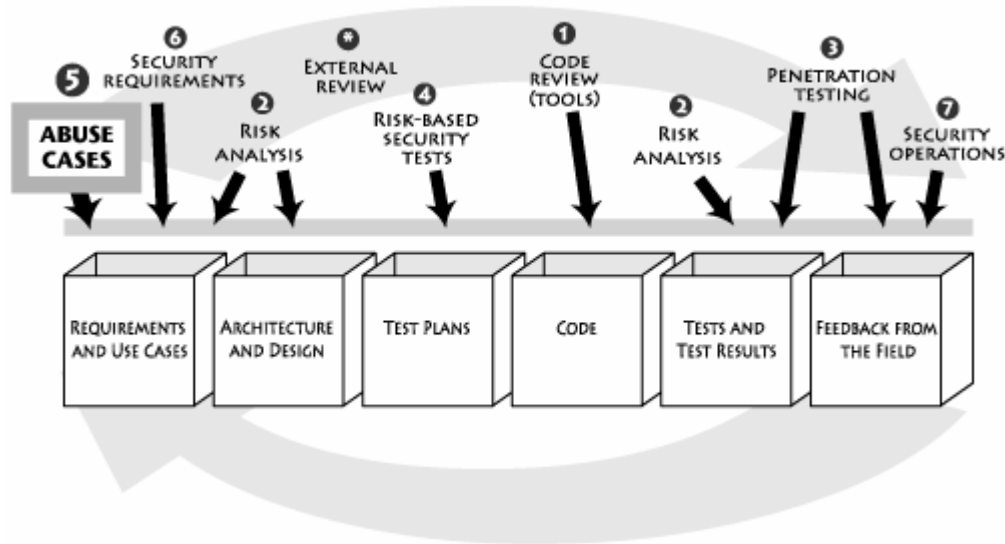 5
ABUSE
CASES
6
SECURITY
REQUIREMENTS
2
RISK
ANALYSIS
*
EXTERNAL
REVIEW
4
RISK-BASED
SECURITY
TESTS
1
CODE
REVIEW
(TOOLS)
2
RISK
ANALYSIS
3
PENETRATION
TESTING
7
SECURITY
OPERATIONS
REQUIREMENTS
AND USE CASES
ARCHITECTURE
AND DESIGN
TEST PLANS
CODE
TESTS AND
TEST RESULTS
FEEDBACK FROM
THE FIELD